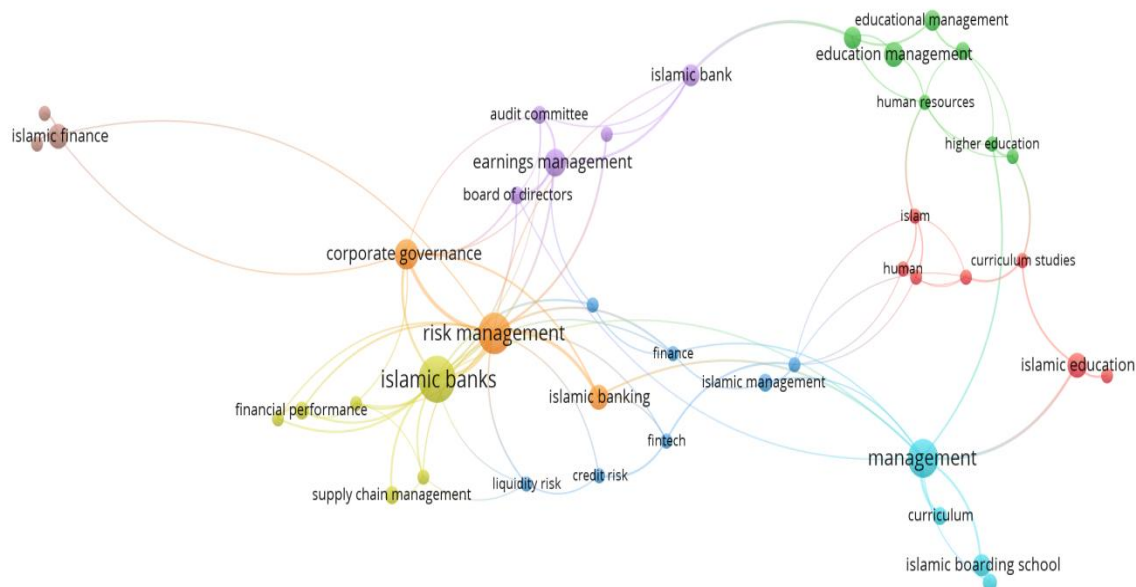 educational management
education management
islamic bank
human resources
audit committee
islamic finance
higher education
earnings management
board of directors
islam
corporate governance
human
curriculum studies
risk management
finance
islamic education
islamic banks
islamic management
islamic banking
financial performance
fintech
management
credit risk
liquidity risk
supply chain management
curriculum
islamic boarding school